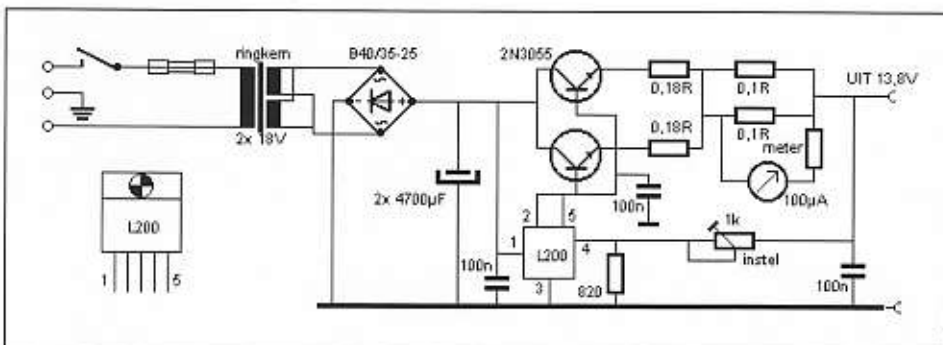 ringkern
B40/35-25
2N3055
0,18R
0,1R
UIT 13,8V
0,18R
0,1R
meter
2x 18V
100µA
2x 4700µF
100n
1k
L200
2
5
1
L200
4
instel
1
5
100n
3
820
100n